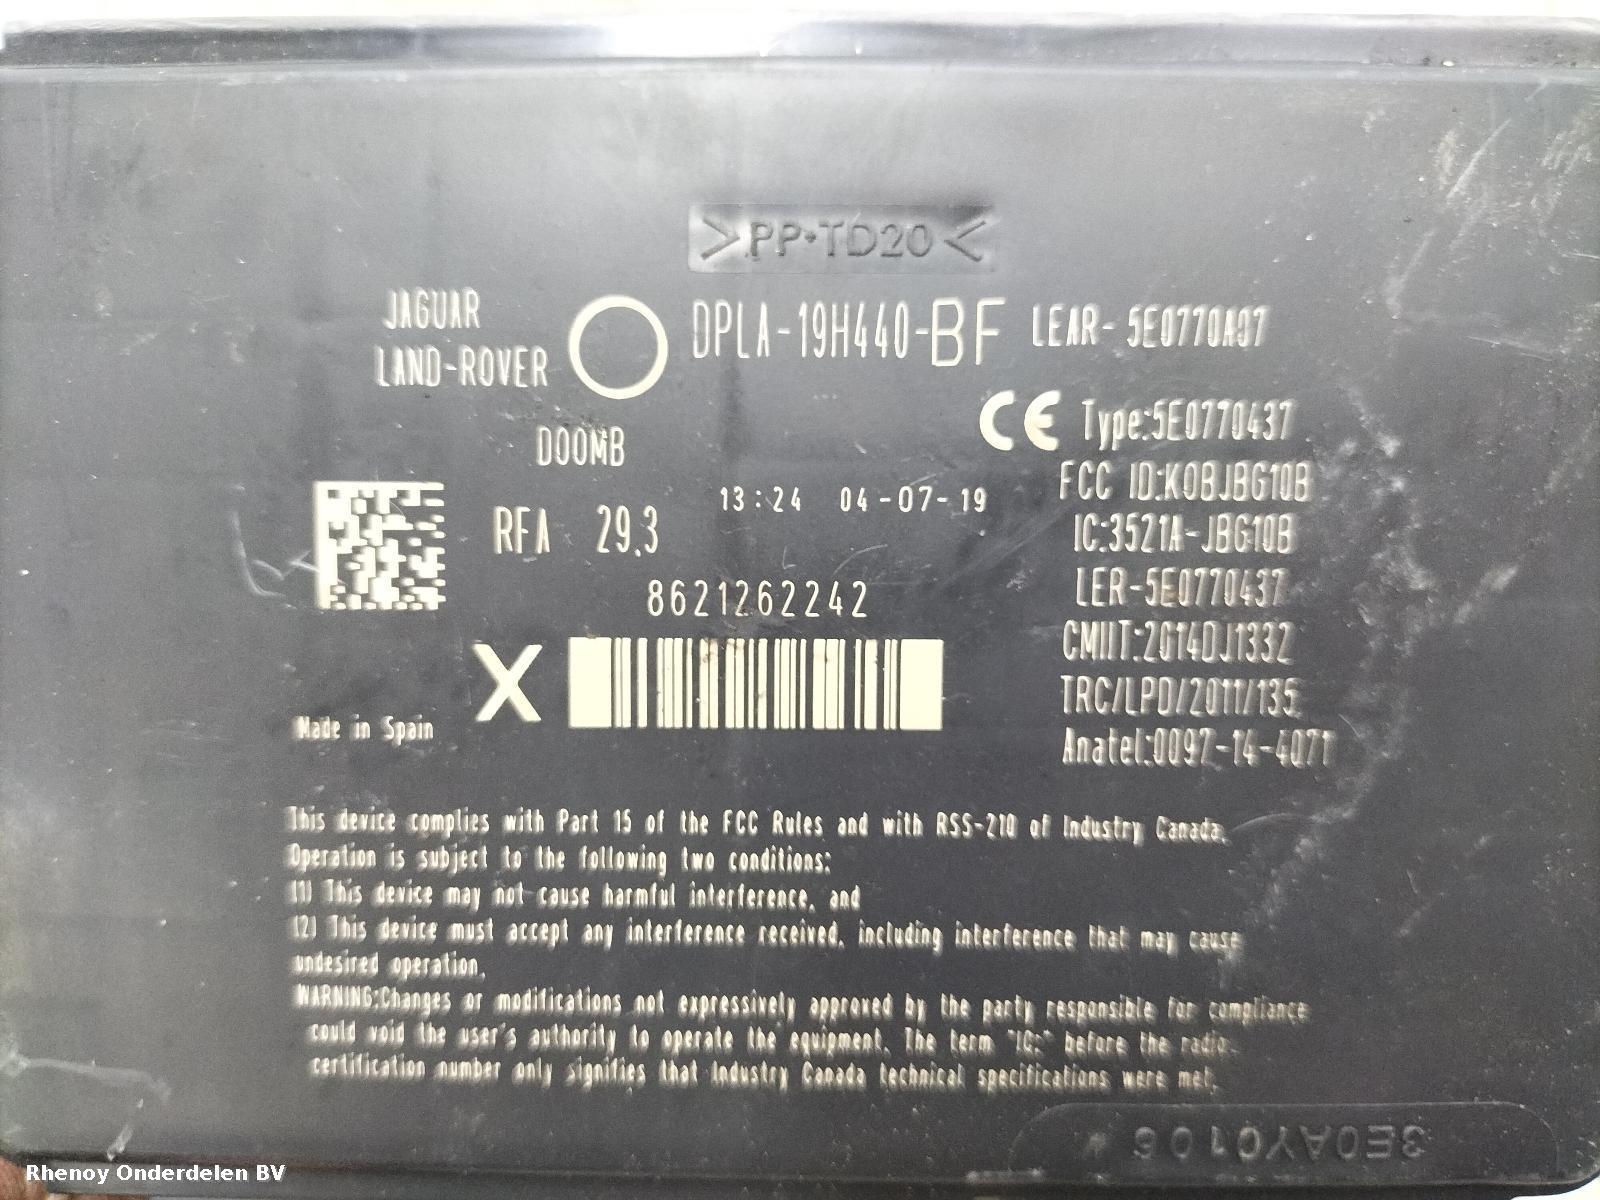 >PP+TD20<
JAGUAR
LAND-ROVER
DPLA-19H440-BF LEAR- 5E0770A07
D00MB
CE Type:5E0770437
RFA 29.3
13:24 04-07-19
FCC ID:KOBJBG10B
IC:3521A-JBG10B
LER-5E0770437
CMIIT:2014DJ1332
TRC/LPD/2011/135
Anatel:0097-14-4071
8621262242
X
Made in Spain
This device complies with Part 15 of the FCC Rules and with RSS-210 of Industry Canada.
Operation is subject to the following two conditions:
(1) This device may not cause harmful interference, and
(2) This device must accept any interference received, including interference that may cause
undesired operation.
WARNING:Changes or modifications not expressively approved by the party responsible for compliance
could void the user's authority to operate the equipment. The term "IC:" before the radio
certification number only signifies that Industry Canada technical specifications were met.
3E0AY0106
Rhenoy Onderdelen BV